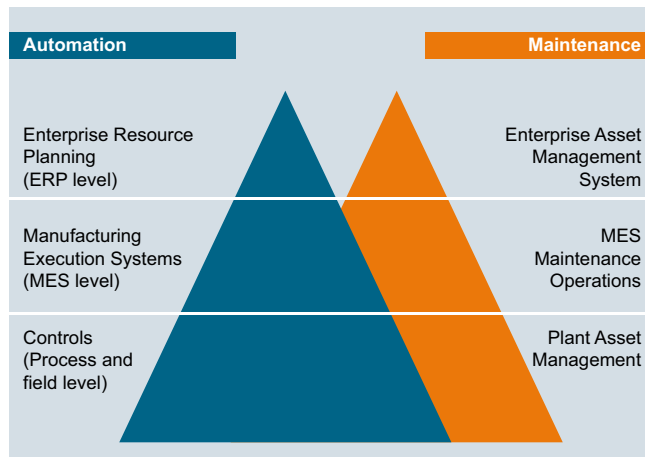 Automation
Maintenance
Enterprise Resource
Planning
(ERP level)
Enterprise Asset
Management
System
Manufacturing
Execution Systems
(MES level)
MES
Maintenance
Operations
Controls
(Process and
field level)
Plant Asset
Management